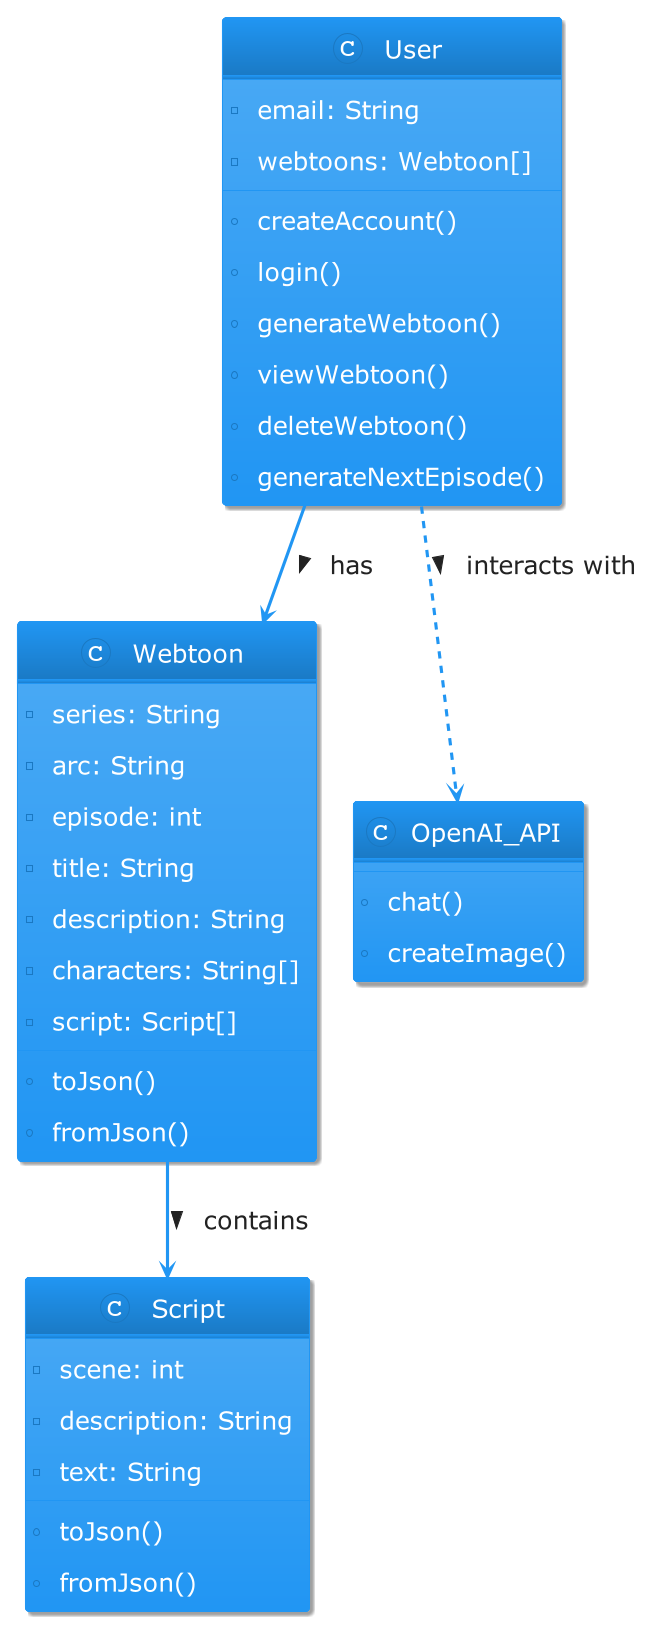 C User
email: String
webtoons: Webtoon[]
createAccount()
login()
generateWebtoon()
viewWebtoon()
deleteWebtoon()
generateNextEpisode()
has
interacts with
C Webtoon
series: String
arc: String
episode: int
title: String
description: String
characters: String[]
script: Script[]
toJson()
fromJson()
C OpenAI_API
chat()
createImage()
contains
C Script
scene: int
description: String
text: String
toJson()
fromJson()